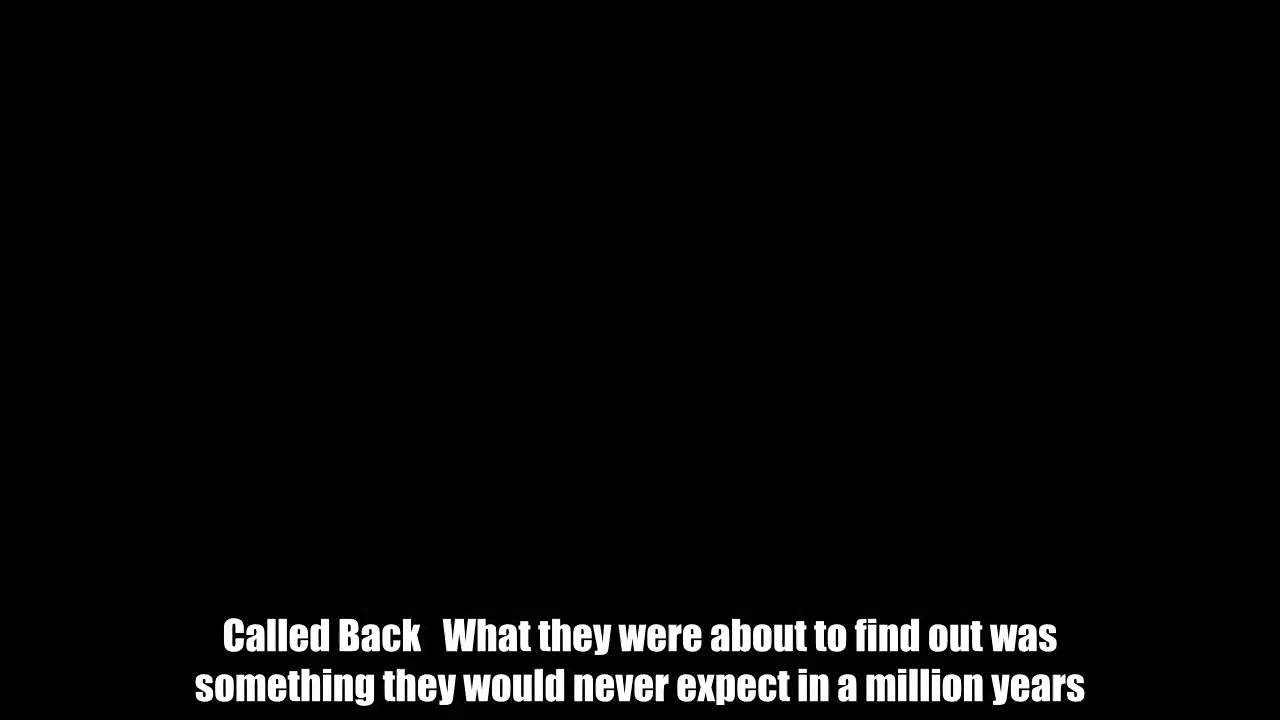 Called Back   What they were about to find out was
something they would never expect in a million years